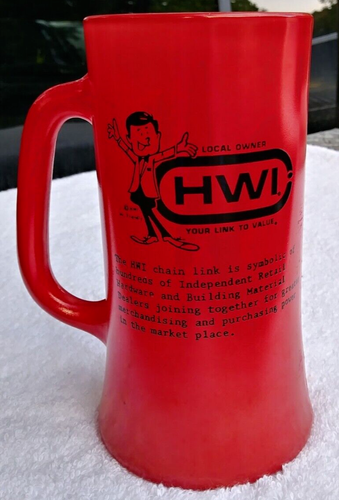 LOCAL OWNER
HWI
YOUR LINK TO VALUE.
The HWI chain link is symbolic of
hundreds of Independent Retail
Hardware and Building Material
Dealers joining together for greater
merchandising and purchasing power
in the market place.